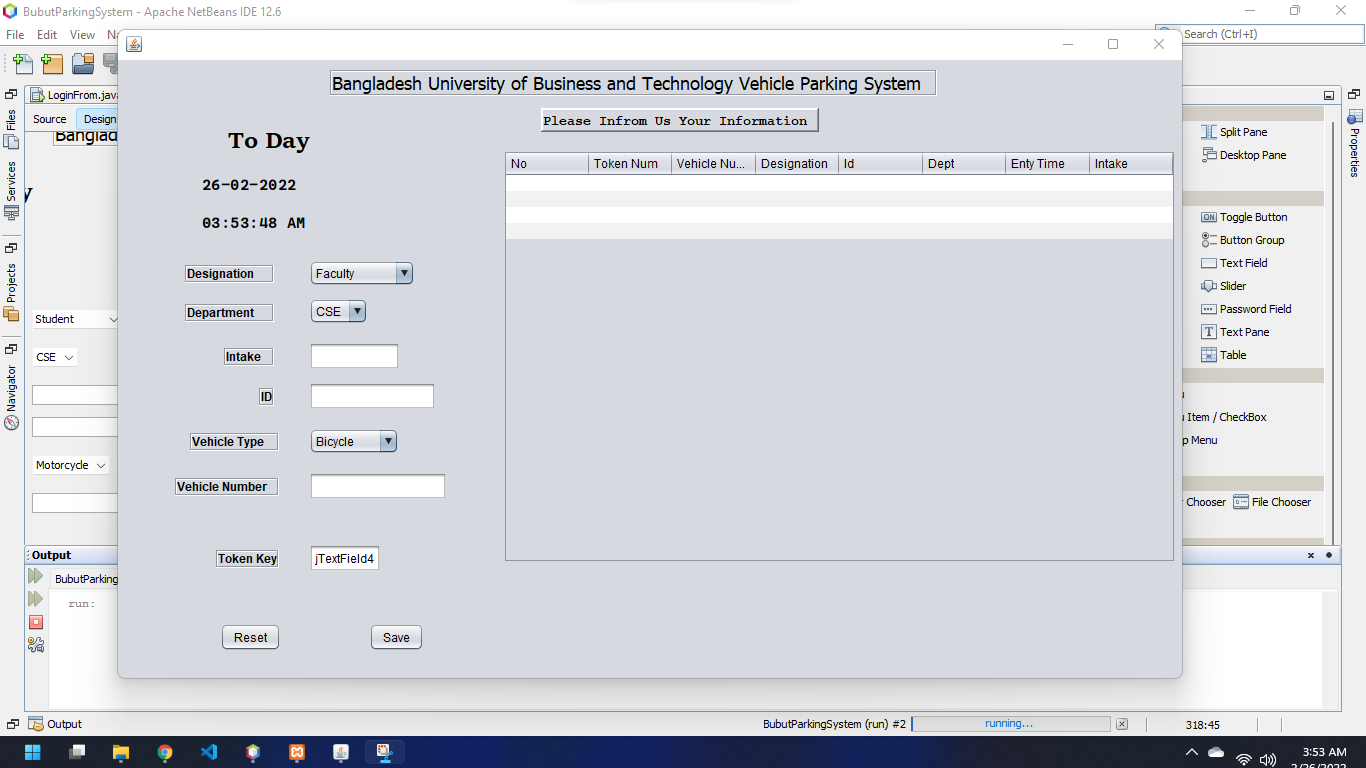 BubutParkingSystem - Apache NetBeans IDE 12.6
File Edit View Search (Ctrl+I)
LoginFrom.java
Source Design
Bangladesh University of Business and Technology Vehicle Parking System
Please Infrom Us Your Information
To Day
26-02-2022
03:53:48 AM
No Token Num Vehicle Nu... Designation Id Dept Enty Time Intake
Designation Faculty
Department CSE
Intake
ID
Vehicle Type Bicycle
Vehicle Number
Token Key jTextField4
Reset Save
Files
Services
Projects
Navigator
Student
CSE
Motorcycle
Split Pane
Desktop Pane
Toggle Button
Button Group
Text Field
Slider
Password Field
Text Pane
Table
Item / CheckBox
Menu
Chooser File Chooser
Properties
Output
BubutParking
run:
Output BubutParkingSystem (run) #2 running... 318:45
3:53 AM
2/26/2022